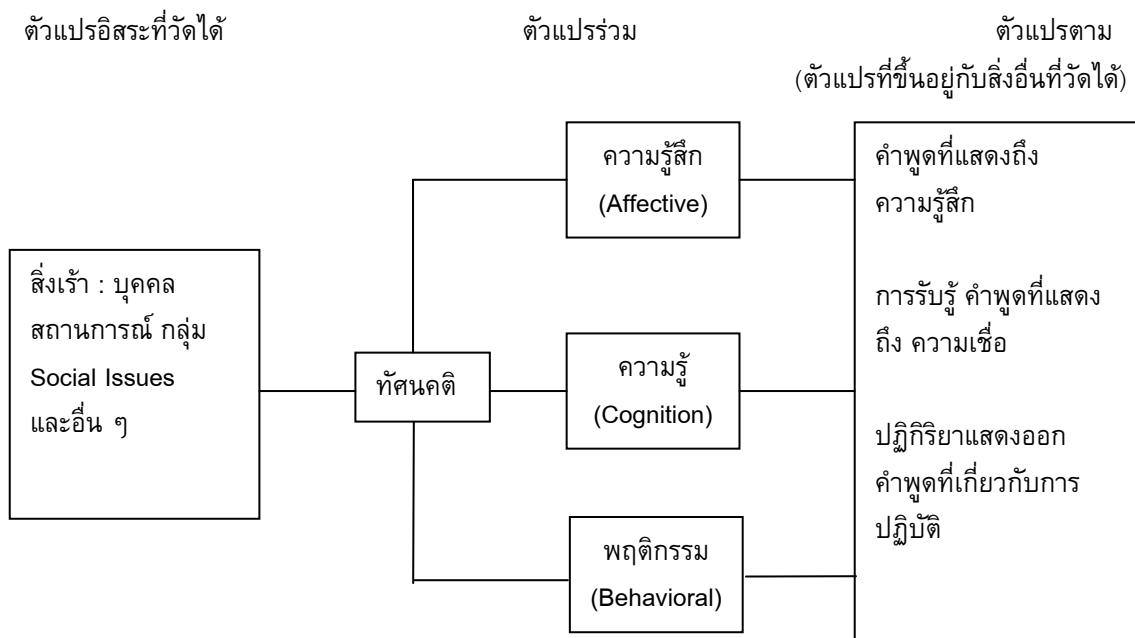 ตัวแปรอิสระที่วัดได้
ตัวแปรร่วม
ตัวแปรตาม
(ตัวแปรที่ขึ้นอยู่กับสิ่งอื่นที่วัดได้)
สิ่งเร้า : บุคคล
สถานการณ์ กลุ่ม
Social Issues
และอื่น ๆ
ทัศนคติ
ความรู้สึก
(Affective)
ความรู้
(Cognition)
พฤติกรรม
(Behavioral)
คำพูดที่แสดงถึง
ความรู้สึก
การรับรู้ คำพูดที่แสดง
ถึง ความเชื่อ
ปฏิกิริยาแสดงออก
คำพูดที่เกี่ยวกับการ
ปฏิบัติ